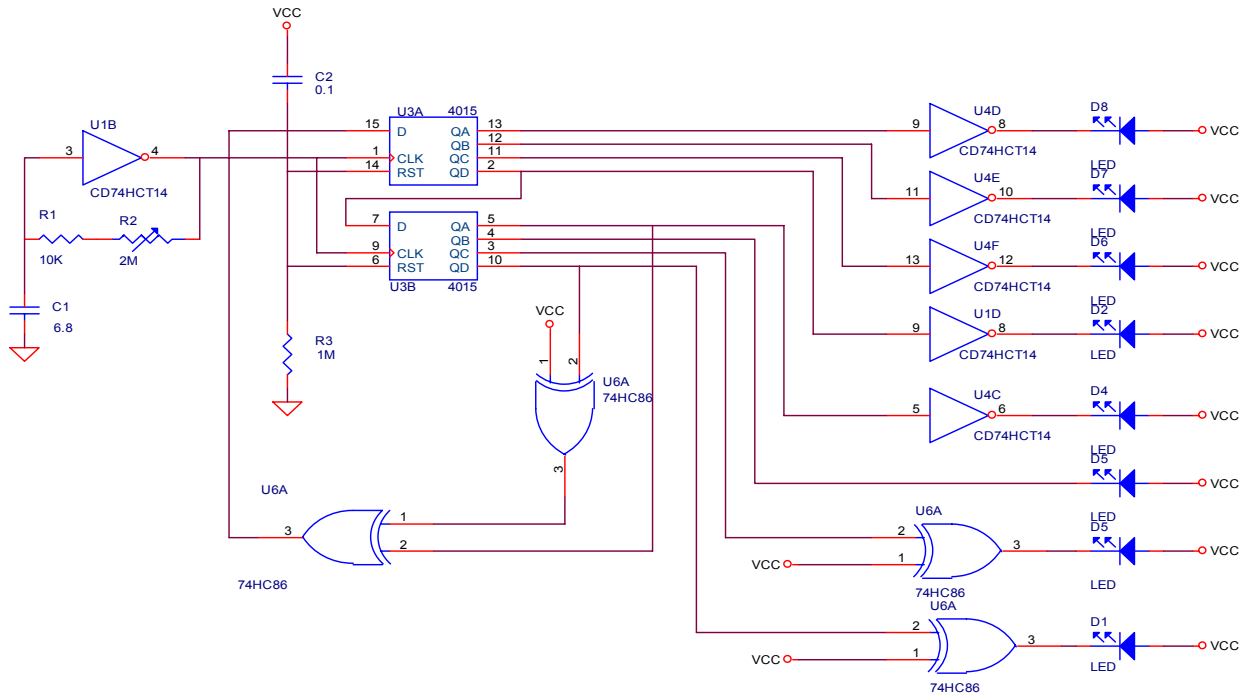 VCC
C2
0.1
U1B
3
4
CD74HCT14
R1
10K
R2
2M
C1
6.8
R3
1M
U3A
4015
15
D
QA
13
QB
12
1
CLK
QC
11
14
RST
QD
2
7
D
QA
5
QB
4
9
CLK
QC
3
6
RST
QD
10
U3B
4015
VCC
1
2
U6A
74HC86
3
U6A
3
1
2
74HC86
U4D
9
8
CD74HCT14
D8
VCC
LED
U4E
11
10
CD74HCT14
D7
VCC
LED
U4F
13
12
CD74HCT14
D6
VCC
LED
U1D
9
8
CD74HCT14
D2
VCC
LED
U4C
5
6
CD74HCT14
D4
VCC
LED
D5
VCC
LED
U6A
2
1
3
VCC
74HC86
D5
VCC
LED
U6A
2
1
3
VCC
74HC86
D1
VCC
LED